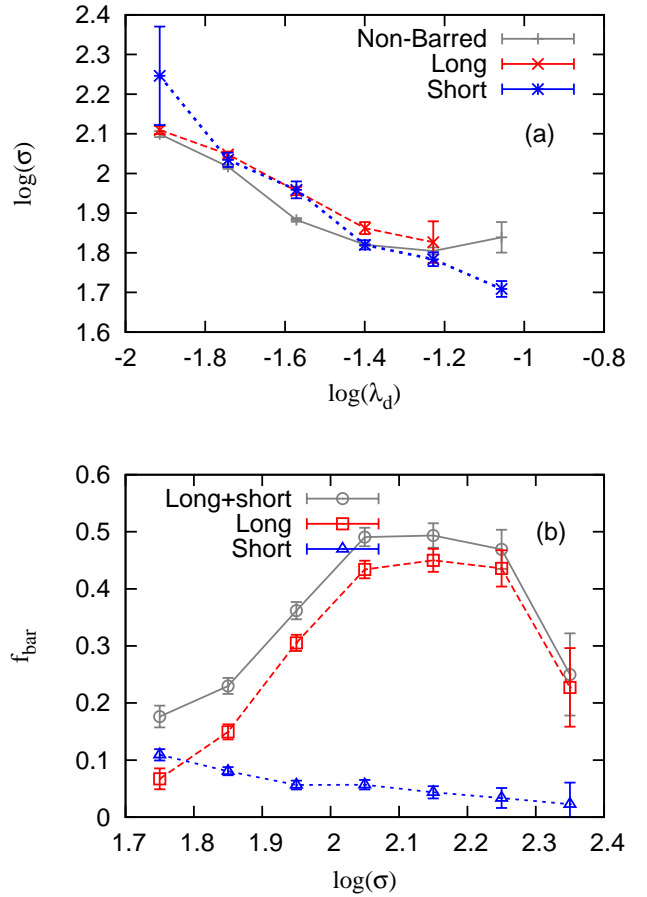 2.4
2.3
2.2
2.1
2
1.9
1.8
1.7
1.6
log(σ)
Non-Barred
Long
Short
(a)
-2 -1.8 -1.6 -1.4 -1.2 -1 -0.8
log(λd)
0.6
0.5
0.4
0.3
0.2
0.1
0
fbar
Long+short
Long
Short
(b)
1.7 1.8 1.9 2 2.1 2.2 2.3 2.4
log(σ)